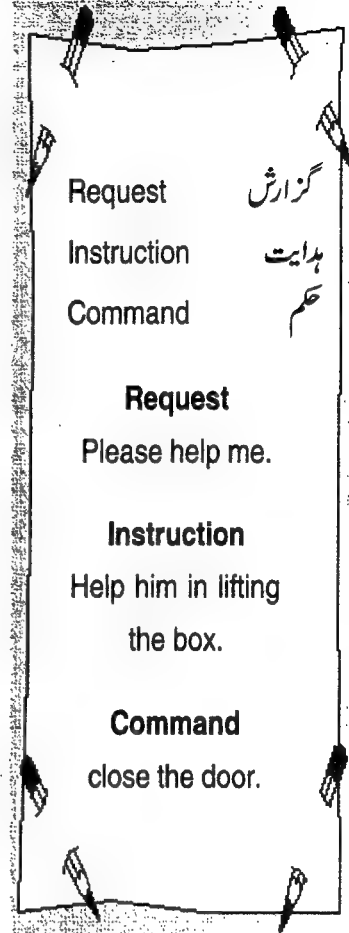 Request گزارش
Instruction ہدایت
Command حکم
Request
Please help me.
Instruction
Help him in lifting
the box.
Command
close the door.